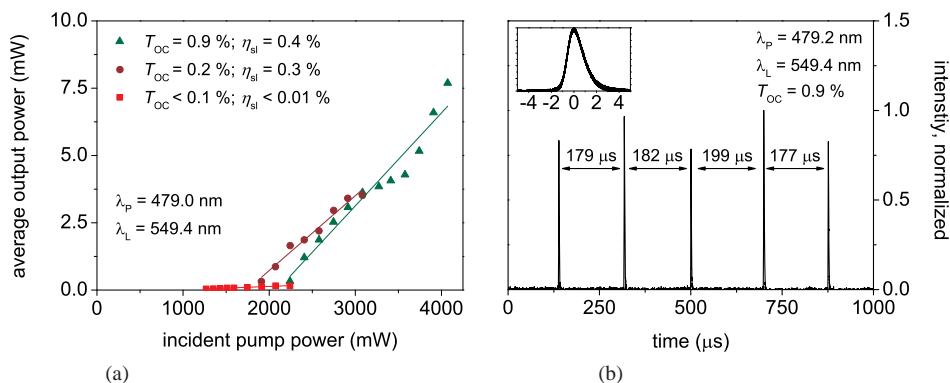 (a)
10.0
7.5
5.0
2.5
0.0
average output power (mW)
T_OC = 0.9 %; η_sl = 0.4 %
T_OC = 0.2 %; η_sl = 0.3 %
T_OC < 0.1 %; η_sl < 0.01 %
λ_P = 479.0 nm
λ_L = 549.4 nm
0 1000 2000 3000 4000
incident pump power (mW)
(a)
(b)
-4 -2 0 2 4
λ_P = 479.2 nm
λ_L = 549.4 nm
T_OC = 0.9 %
179 μs 182 μs 199 μs 177 μs
1.5
1.0
0.5
0.0
intenstiy, normalized
0 250 500 750 1000
time (μs)
(b)